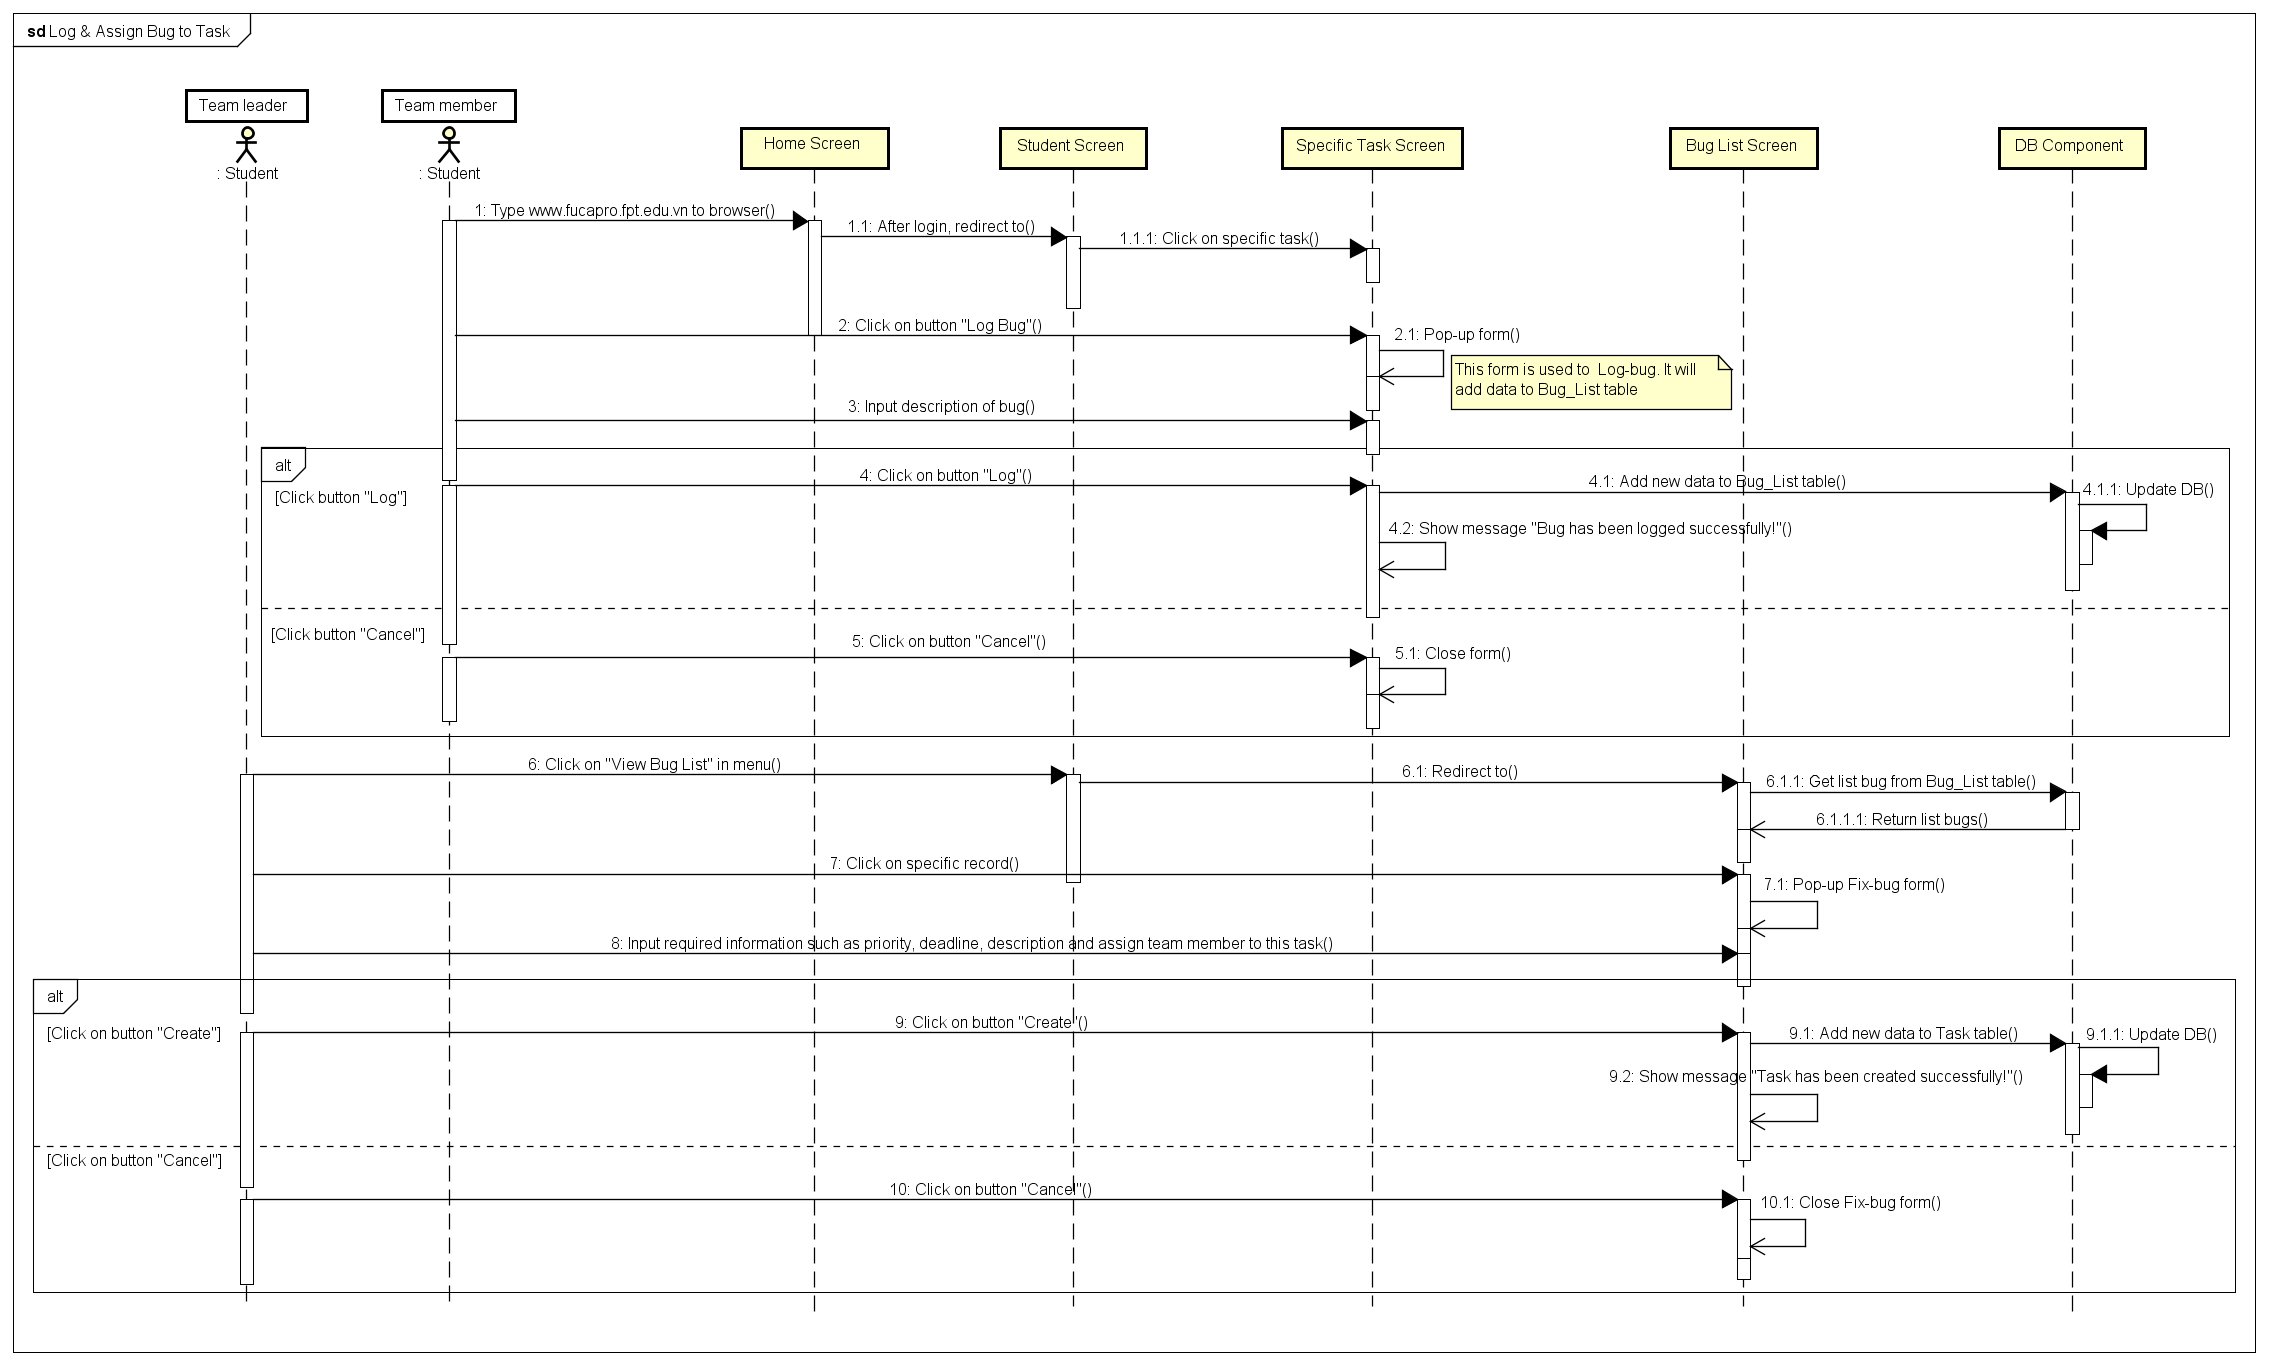 sd Log & Assign Bug to Task
Team leader
Team member
: Student
: Student
Home Screen
Student Screen
Specific Task Screen
Bug List Screen
DB Component
1: Type www.fucapro.fpt.edu.vn to browser()
1.1: After login, redirect to()
1.1.1: Click on specific task()
2: Click on button "Log Bug"()
2.1: Pop-up form()
This form is used to  Log-bug. It will
add data to Bug_List table
3: Input description of bug()
alt
[Click button "Log"]
4: Click on button "Log"()
4.1: Add new data to Bug_List table()
4.1.1: Update DB()
4.2: Show message "Bug has been logged successfully!"()
[Click button "Cancel"]
5: Click on button "Cancel"()
5.1: Close form()
6: Click on "View Bug List" in menu()
6.1: Redirect to()
6.1.1: Get list bug from Bug_List table()
6.1.1.1: Return list bugs()
7: Click on specific record()
7.1: Pop-up Fix-bug form()
8: Input required information such as priority, deadline, description and assign team member to this task()
alt
[Click on button "Create"]
9: Click on button "Create"()
9.1: Add new data to Task table()
9.1.1: Update DB()
9.2: Show message "Task has been created successfully!"()
[Click on button "Cancel"]
10: Click on button "Cancel"()
10.1: Close Fix-bug form()